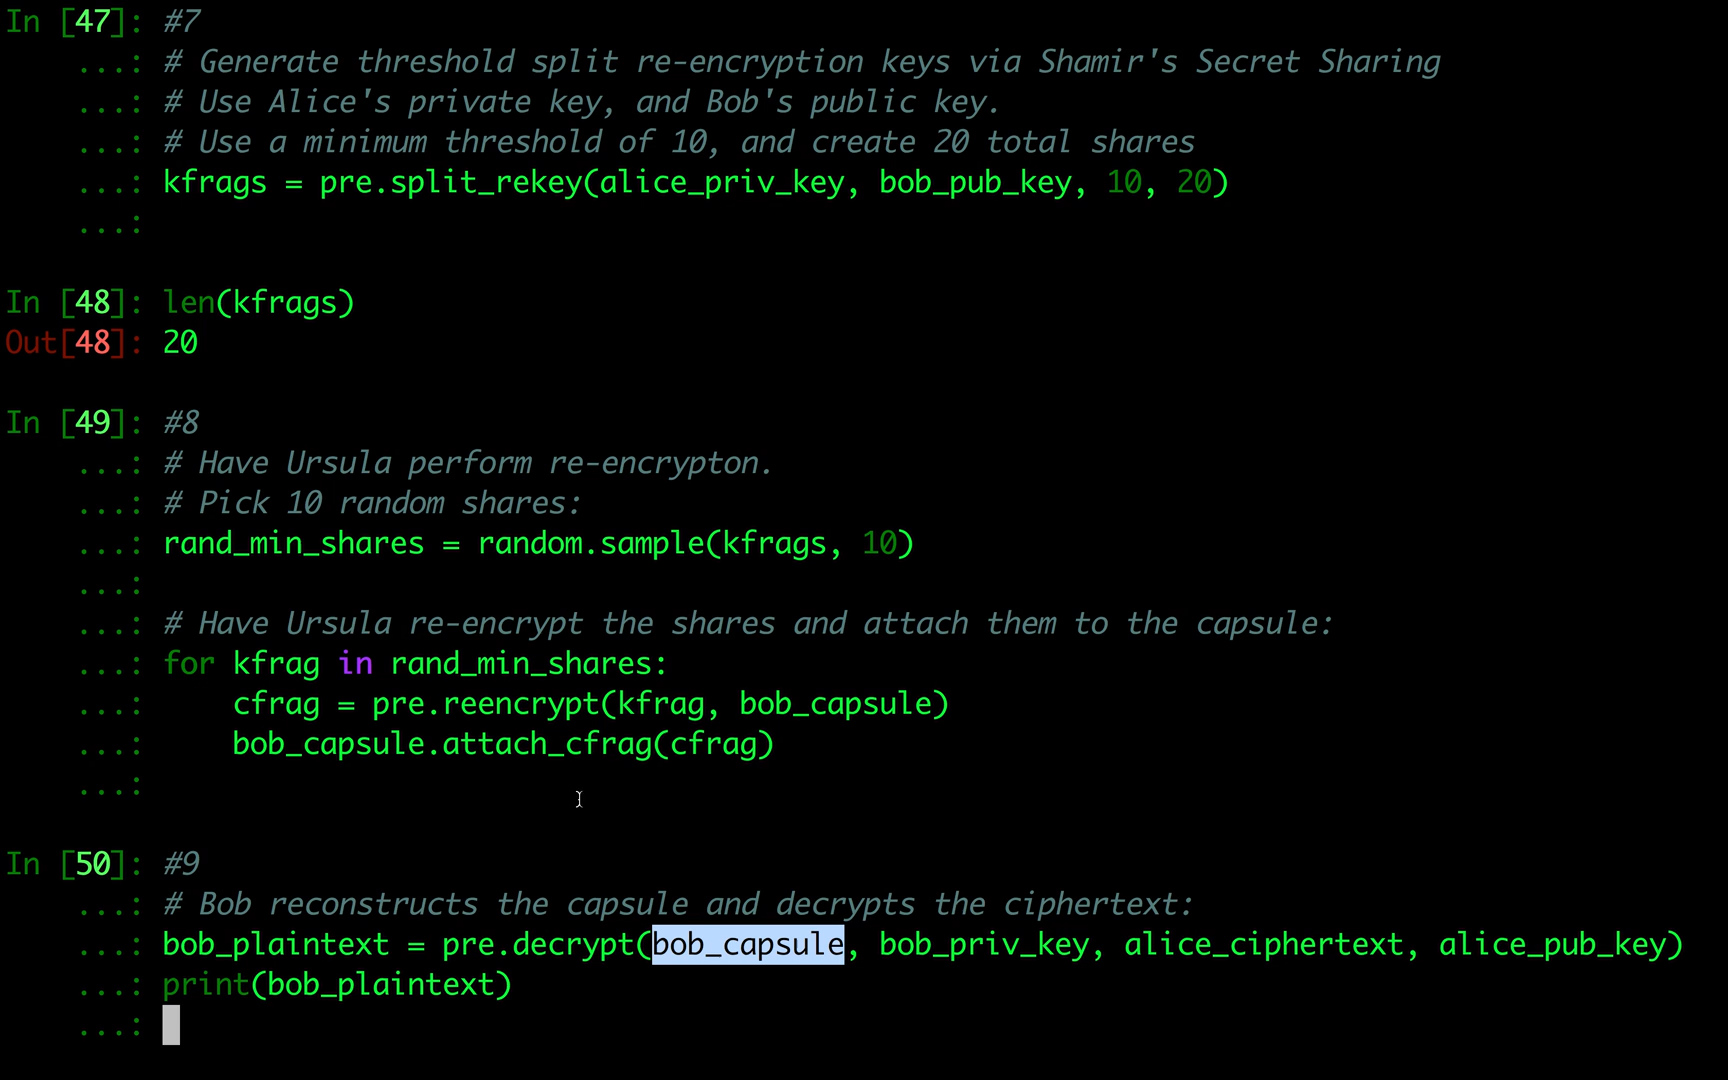 In [47]: #7
...: # Generate threshold split re-encryption keys via Shamir's Secret Sharing
...: # Use Alice's private key, and Bob's public key.
...: # Use a minimum threshold of 10, and create 20 total shares
...: kfrags = pre.split_rekey(alice_priv_key, bob_pub_key, 10, 20)
...:
In [48]: len(kfrags)
Out[48]: 20
In [49]: #8
...: # Have Ursula perform re-encrypton.
...: # Pick 10 random shares:
...: rand_min_shares = random.sample(kfrags, 10)
...:
...: # Have Ursula re-encrypt the shares and attach them to the capsule:
...: for kfrag in rand_min_shares:
...:     cfrag = pre.reencrypt(kfrag, bob_capsule)
...:     bob_capsule.attach_cfrag(cfrag)
...:
In [50]: #9
...: # Bob reconstructs the capsule and decrypts the ciphertext:
...: bob_plaintext = pre.decrypt(bob_capsule, bob_priv_key, alice_ciphertext, alice_pub_key)
...: print(bob_plaintext)
...: